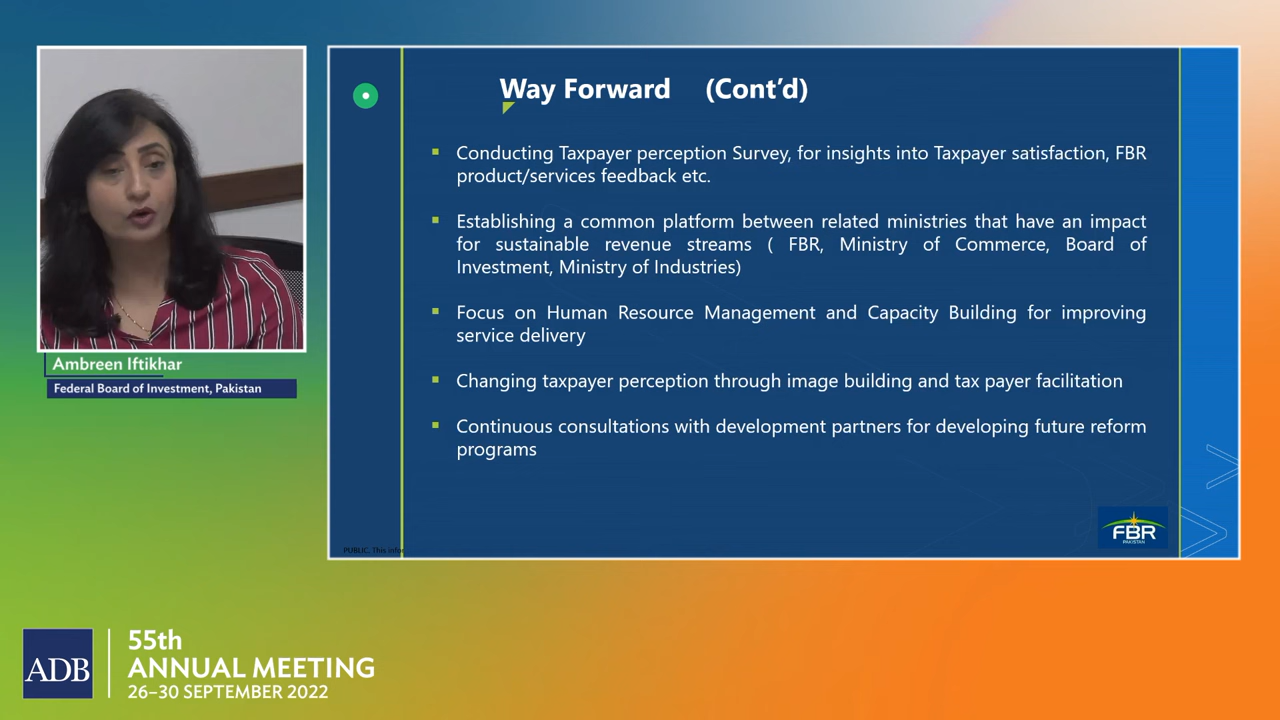 Way Forward (Cont'd)
▪ Conducting Taxpayer perception Survey, for insights into Taxpayer satisfaction, FBR
product/services feedback etc.
▪ Establishing a common platform between related ministries that have an impact
for sustainable revenue streams ( FBR, Ministry of Commerce, Board of
Investment, Ministry of Industries)
▪ Focus on Human Resource Management and Capacity Building for improving
service delivery
▪ Changing taxpayer perception through image building and tax payer facilitation
▪ Continuous consultations with development partners for developing future reform
programs
FBR
PAKISTAN
PUBLIC. This infor
Ambreen Iftikhar
Federal Board of Investment, Pakistan
ADB
55th
ANNUAL MEETING
26–30 SEPTEMBER 2022